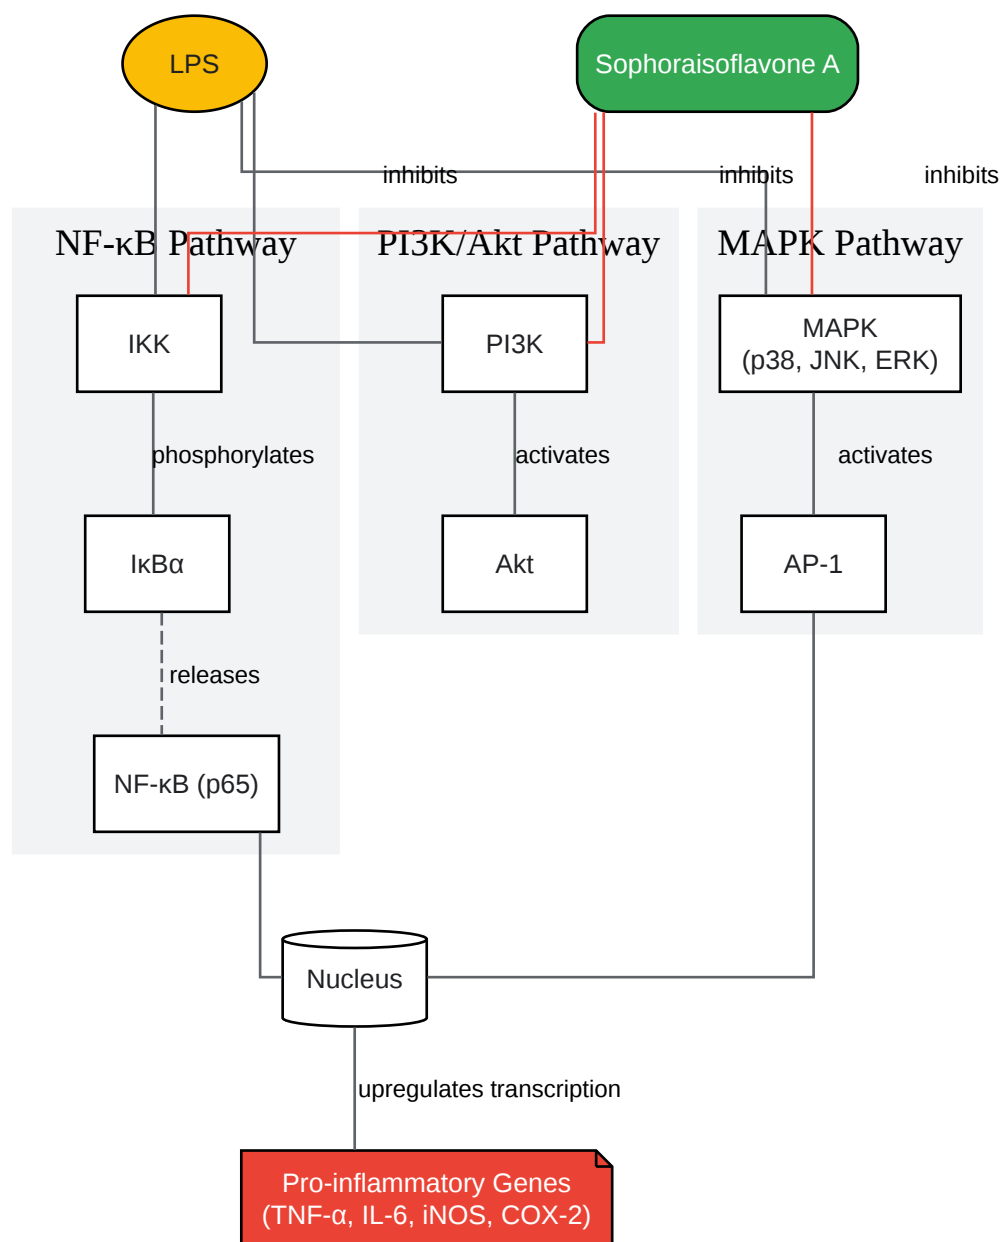 LPS
Sophoraisoflavone A
inhibits
inhibits
inhibits
NF-κB Pathway
PI3K/Akt Pathway
MAPK Pathway
IKK
PI3K
MAPK
(p38, JNK, ERK)
phosphorylates
activates
activates
IκBα
Akt
AP-1
releases
NF-κB (p65)
Nucleus
upregulates transcription
Pro-inflammatory Genes
(TNF-α, IL-6, iNOS, COX-2)